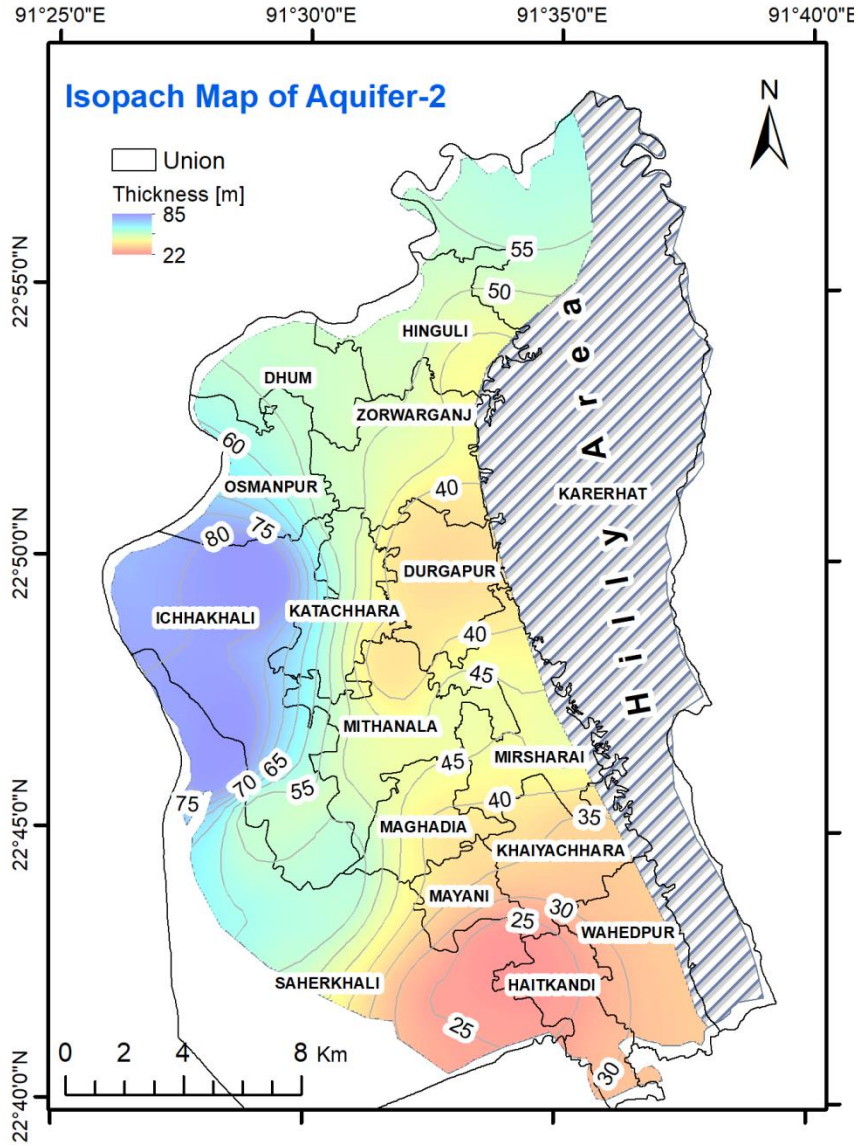 91°25'0"E 91°30'0"E 91°35'0"E 91°40'0"E
Isopach Map of Aquifer-2
N
Union
Thickness [m]
85
22
55
22°55'0"N
50
HINGULI
DHUM
ZORWARGANJ
60
OSMANPUR
40
KARERHAT
Hilly Area
80 75
22°50'0"N
DURGAPUR
ICHHAKHALI
KATACHHARA
40
45
MITHANALA
45
MIRSHARAI
65
70
55
75
40
35
22°45'0"N
MAGHADIA
KHAIYACHHARA
MAYANI
30
25
WAHEDPUR
SAHERKHALI
HAITKANDI
25
0 2 4 8 Km
30
22°40'0"N